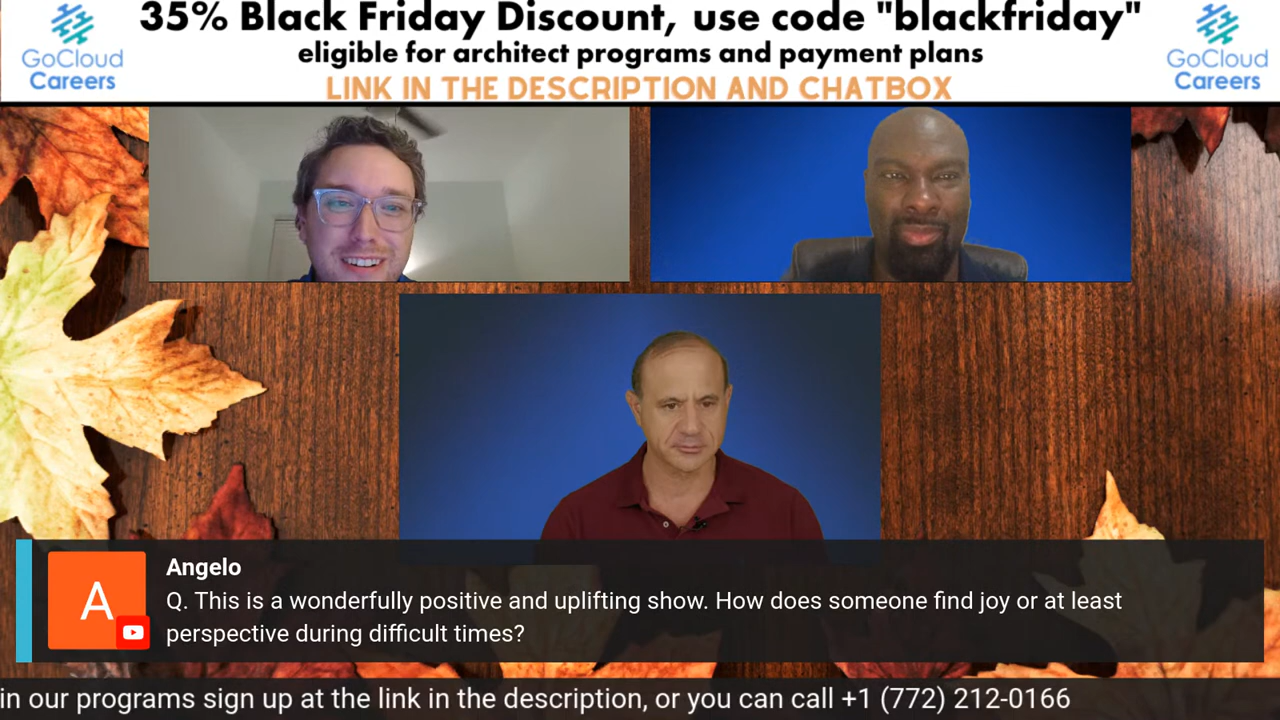 35% Black Friday Discount, use code "blackfriday"
eligible for architect programs and payment plans
LINK IN THE DESCRIPTION AND CHATBOX
GoCloud
Careers
GoCloud
Careers
A
Angelo
Q. This is a wonderfully positive and uplifting show. How does someone find joy or at least
perspective during difficult times?
in our programs sign up at the link in the description, or you can call +1 (772) 212-0166